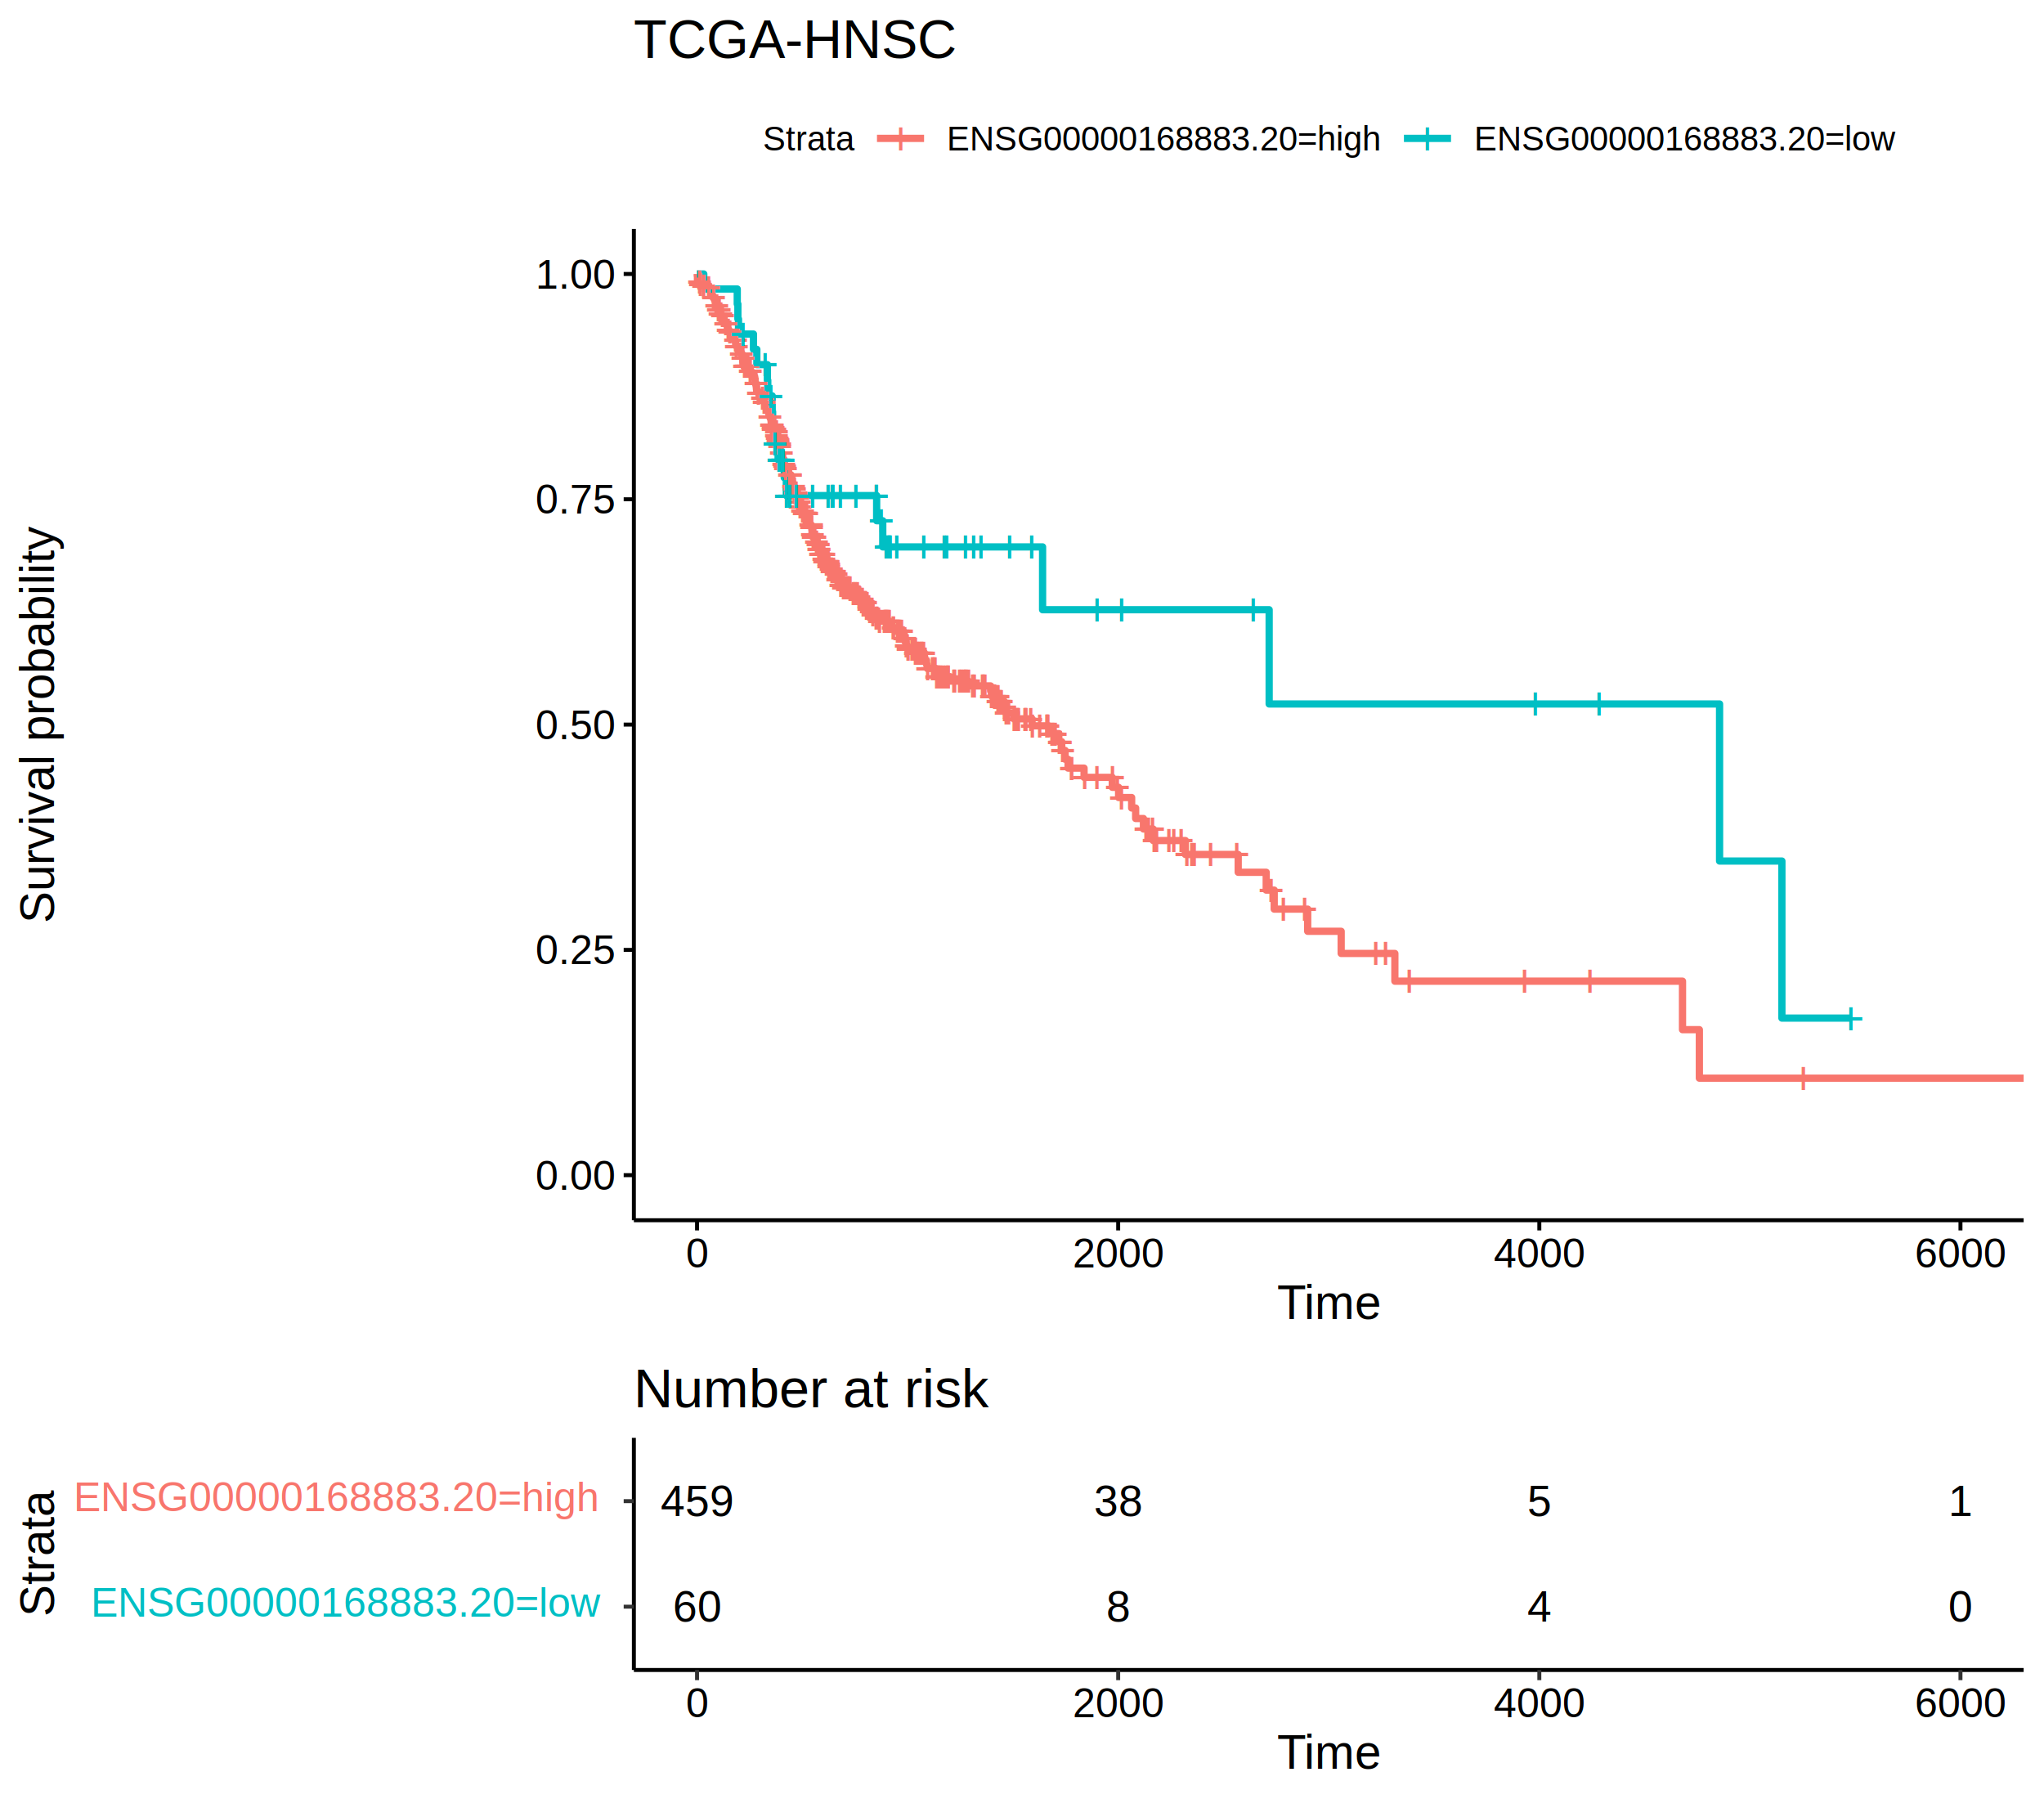 TCGA-HNSC
Strata ENSG00000168883.20=high ENSG00000168883.20=low
Survival probability
1.00
0.75
0.50
0.25
0.00
0 2000 4000 6000
Time
Number at risk
Strata
ENSG00000168883.20=high 459 38 5 1
ENSG00000168883.20=low 60 8 4 0
0 2000 4000 6000
Time